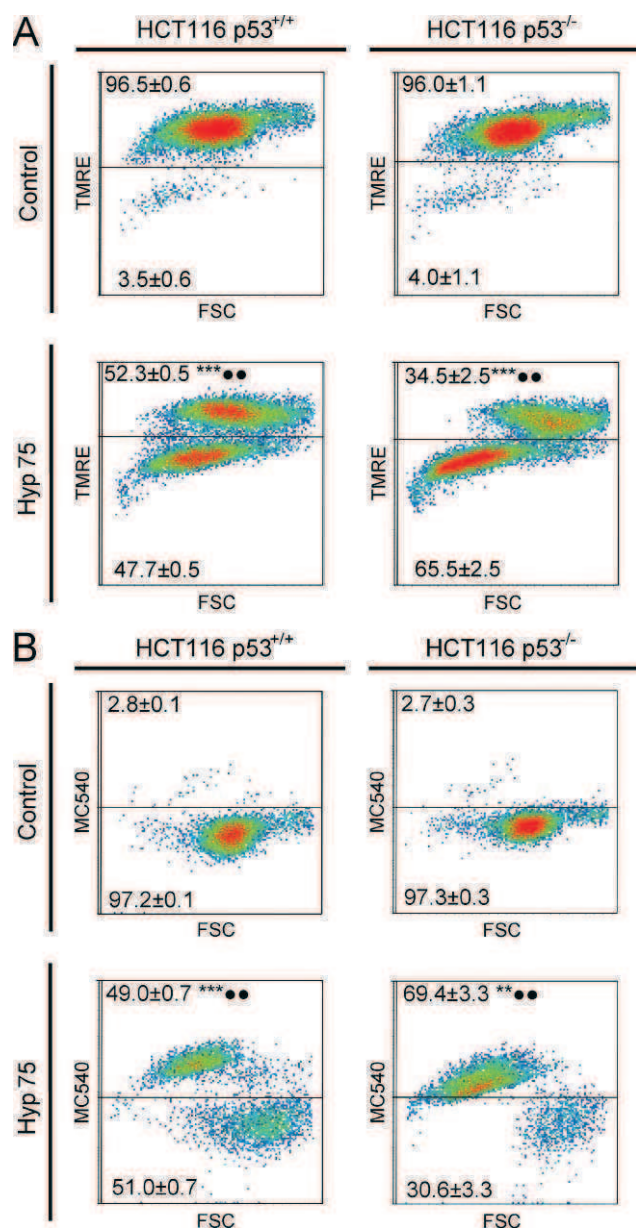 A
HCT116 p53+/+
HCT116 p53-/-
Control
TMRE
96.5±0.6
3.5±0.6
FSC
TMRE
96.0±1.1
4.0±1.1
FSC
Hyp 75
TMRE
52.3±0.5 ***●●
47.7±0.5
FSC
TMRE
34.5±2.5 ***●●
65.5±2.5
FSC
B
HCT116 p53+/+
HCT116 p53-/-
Control
MC540
2.8±0.1
97.2±0.1
FSC
MC540
2.7±0.3
97.3±0.3
FSC
Hyp 75
MC540
49.0±0.7 ***●●
51.0±0.7
FSC
MC540
69.4±3.3 **●●
30.6±3.3
FSC